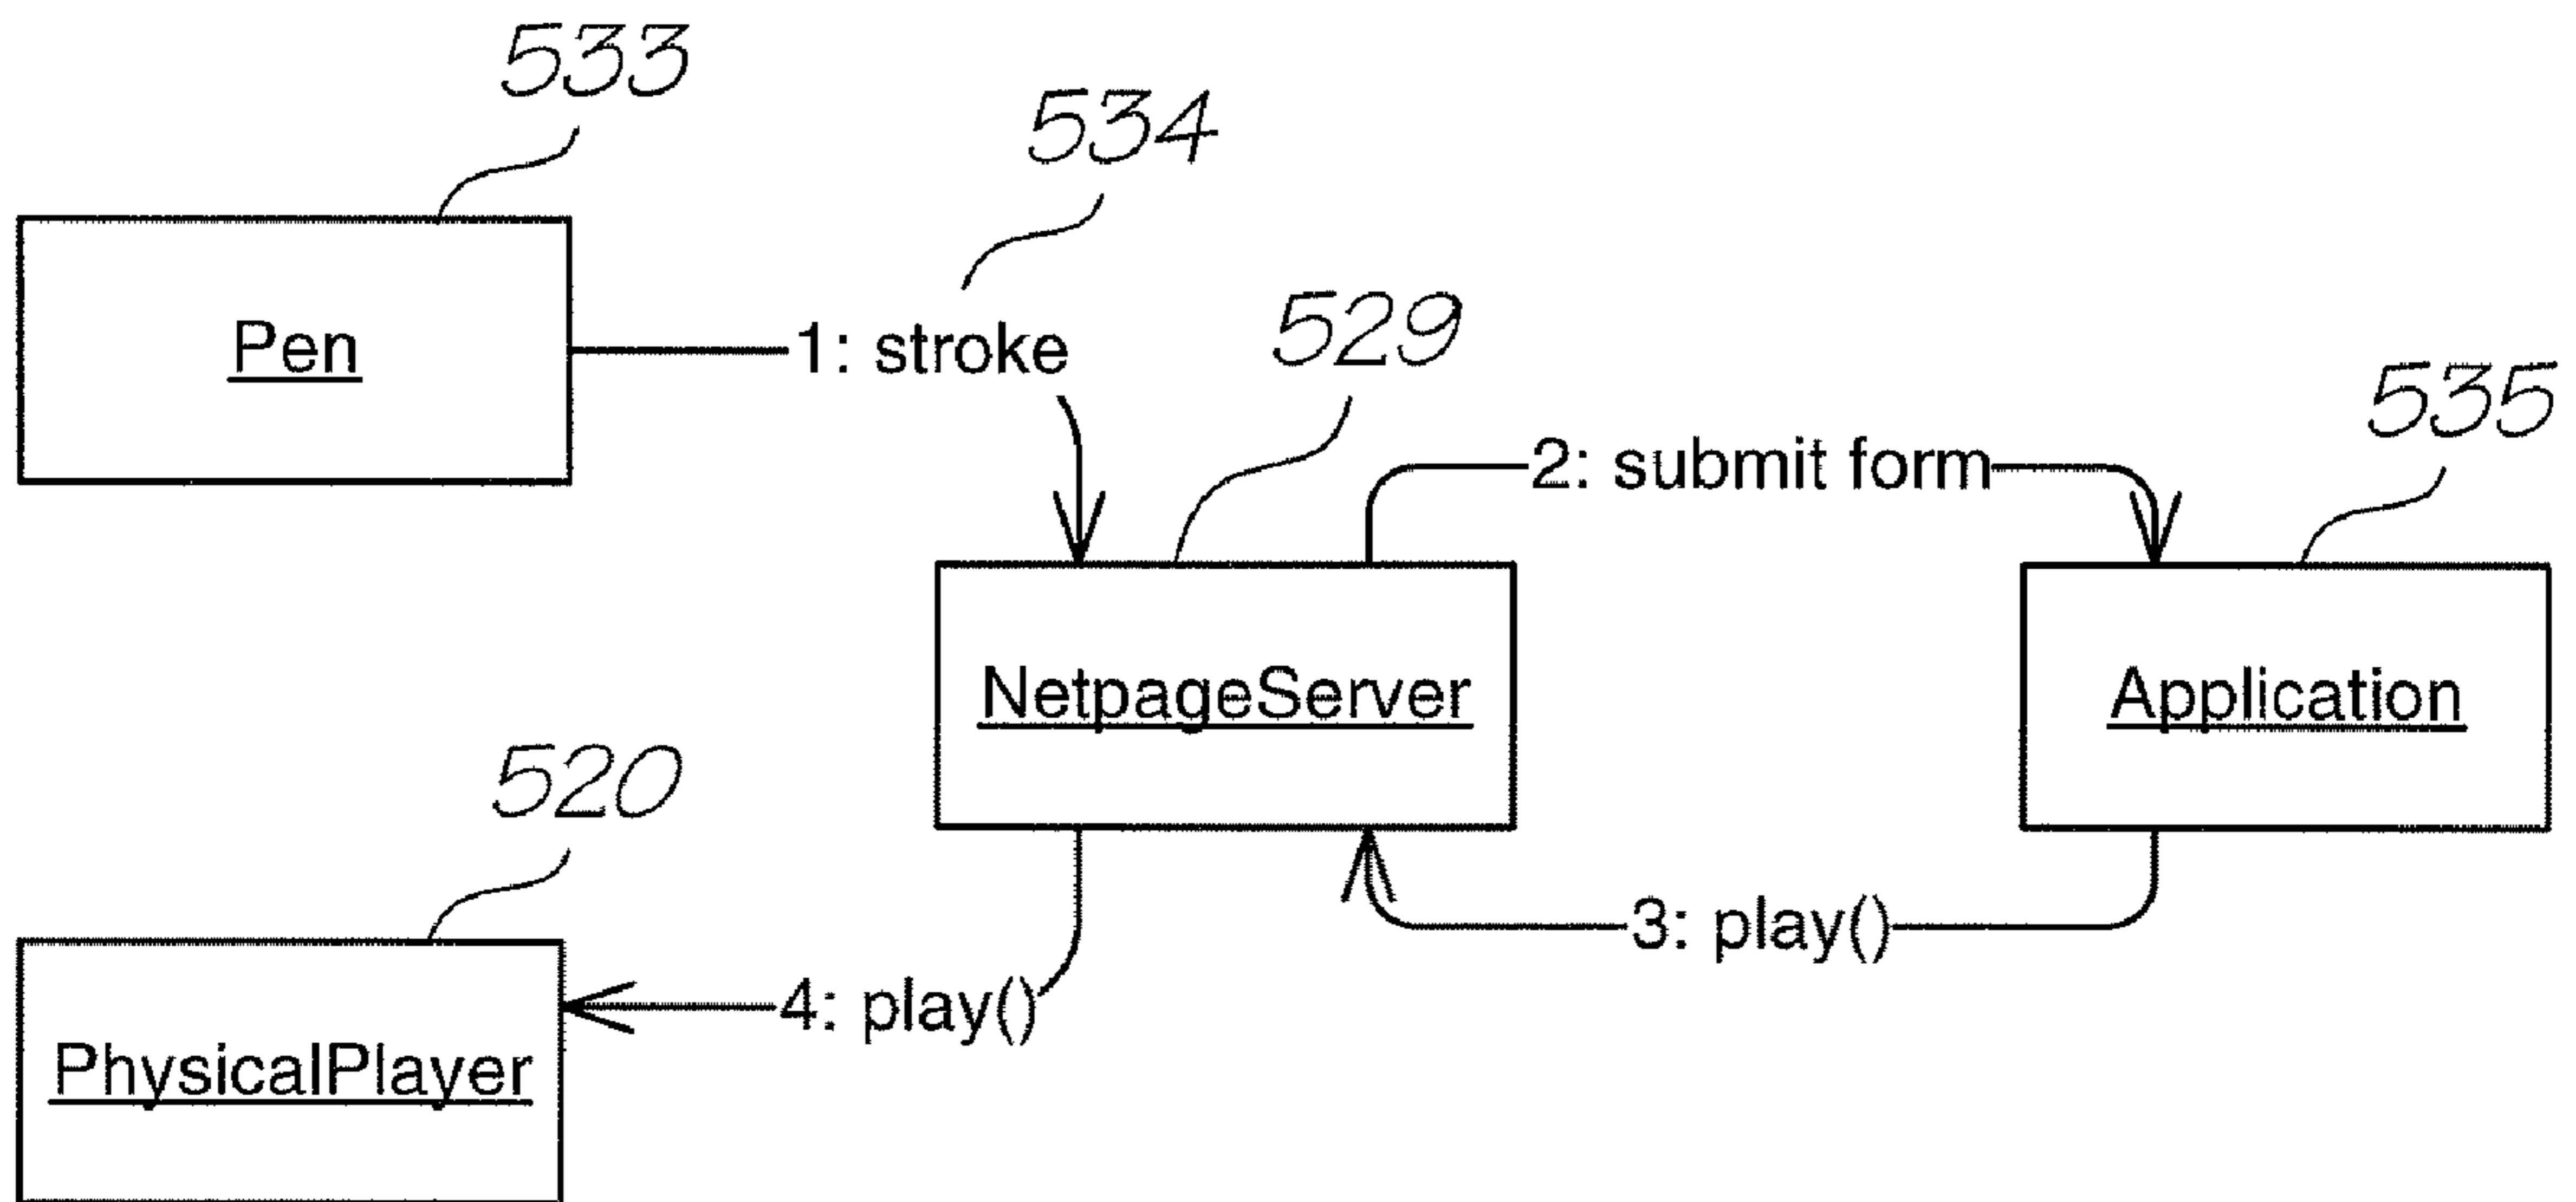 533
534
Pen
1: stroke
529
535
2: submit form
NetpageServer
Application
520
3: play()
4: play()
PhysicalPlayer